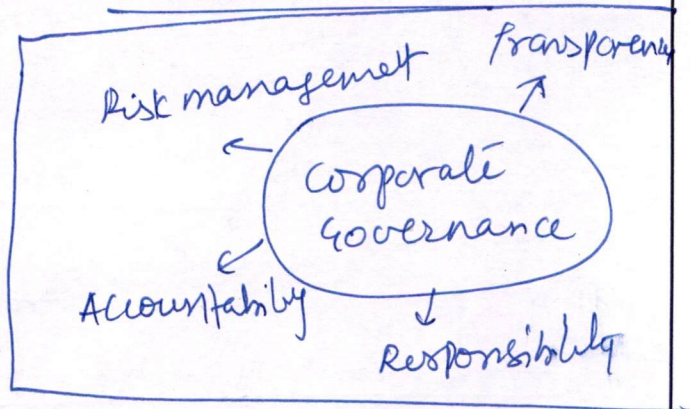 Transparency
Risk management
Corporate
Governance
Accountability
Responsibility